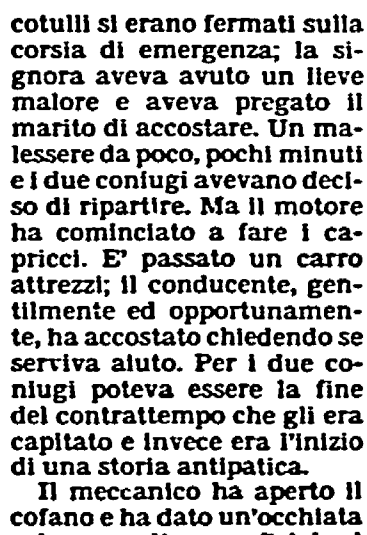 cotulli si erano fermati sulla
corsia di emergenza; la si-
gnora aveva avuto un lieve
malore e aveva pregato il
marito di accostare. Un ma-
lessere da poco, pochi minuti
e i due coniugi avevano deci-
so di ripartire. Ma il motore
ha cominciato a fare i ca-
pricci. E' passato un carro
attrezzi; il conducente, gen-
tilmente ed opportunamen-
te, ha accostato chiedendo se
serviva aiuto. Per i due co-
niugi poteva essere la fine
del contrattempo che gli era
capitato e invece era l'inizio
di una storia antipatica.
Il meccanico ha aperto il
cofano e ha dato un'occhiata